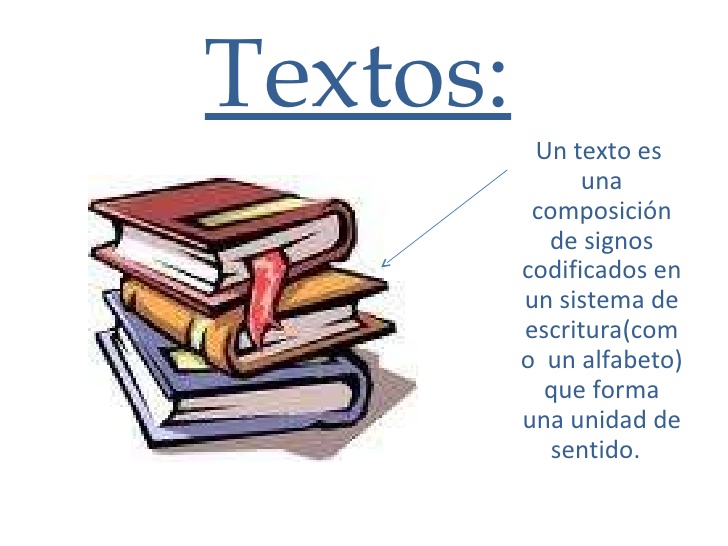 Textos:
Un texto es
una
composición
de signos
codificados en
un sistema de
escritura(com
o  un alfabeto)
que forma
una unidad de
sentido.